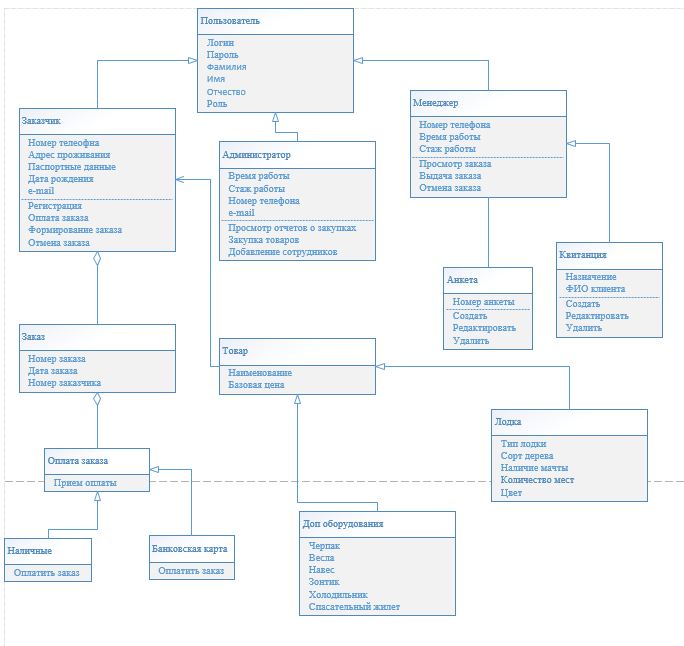 Пользователь
Логин
Пароль
Фамилия
Имя
Отчество
Роль
Заказчик
Номер телеофна
Адрес проживания
Паспортные данные
Дата рождения
e-mail
Регистрация
Оплата заказа
Формирование заказа
Отмена заказа
Администратор
Время работы
Стаж работы
Номер телефона
e-mail
Просмотр отчетов о закупках
Закупка товаров
Добавление сотрудников
Менеджер
Номер телефона
Время работы
Стаж работы
Просмотр заказа
Выдача заказа
Отмена заказа
Анкета
Номер анкеты
Создать
Редактировать
Удалить
Квитанция
Назначение
ФИО клиента
Создать
Редактировать
Удалить
Заказ
Номер заказа
Дата заказа
Номер заказчика
Товар
Наименование
Базовая цена
Лодка
Тип лодки
Сорт дерева
Наличие мачты
Количество мест
Цвет
Оплата заказа
Прием оплаты
Наличные
Оплатить заказ
Банковская карта
Оплатить заказ
Доп оборудования
Черпак
Весла
Навес
Зонтик
Холодильник
Спасательный жилет